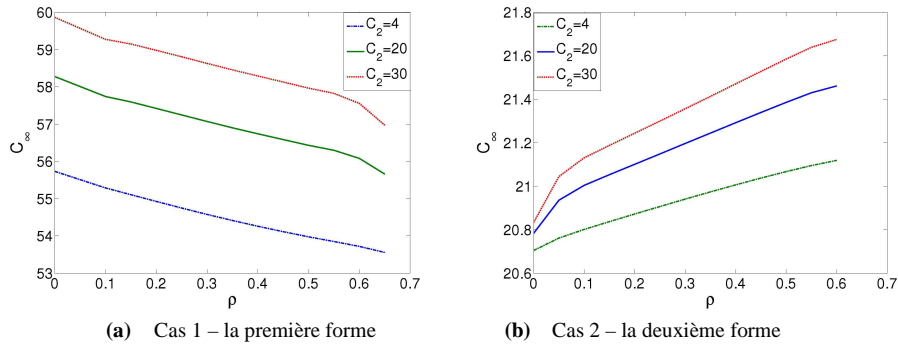 60
59
58
57
56
55
54
53
0
0.1
0.2
0.3
0.4
0.5
0.6
0.7
C∞
ρ
C2=4
C2=20
C2=30
(a) Cas 1 – la première forme
21.8
21.6
21.4
21.2
21
20.8
20.6
0
0.1
0.2
0.3
0.4
0.5
0.6
0.7
C∞
ρ
C2=4
C2=20
C2=30
(b) Cas 2 – la deuxième forme